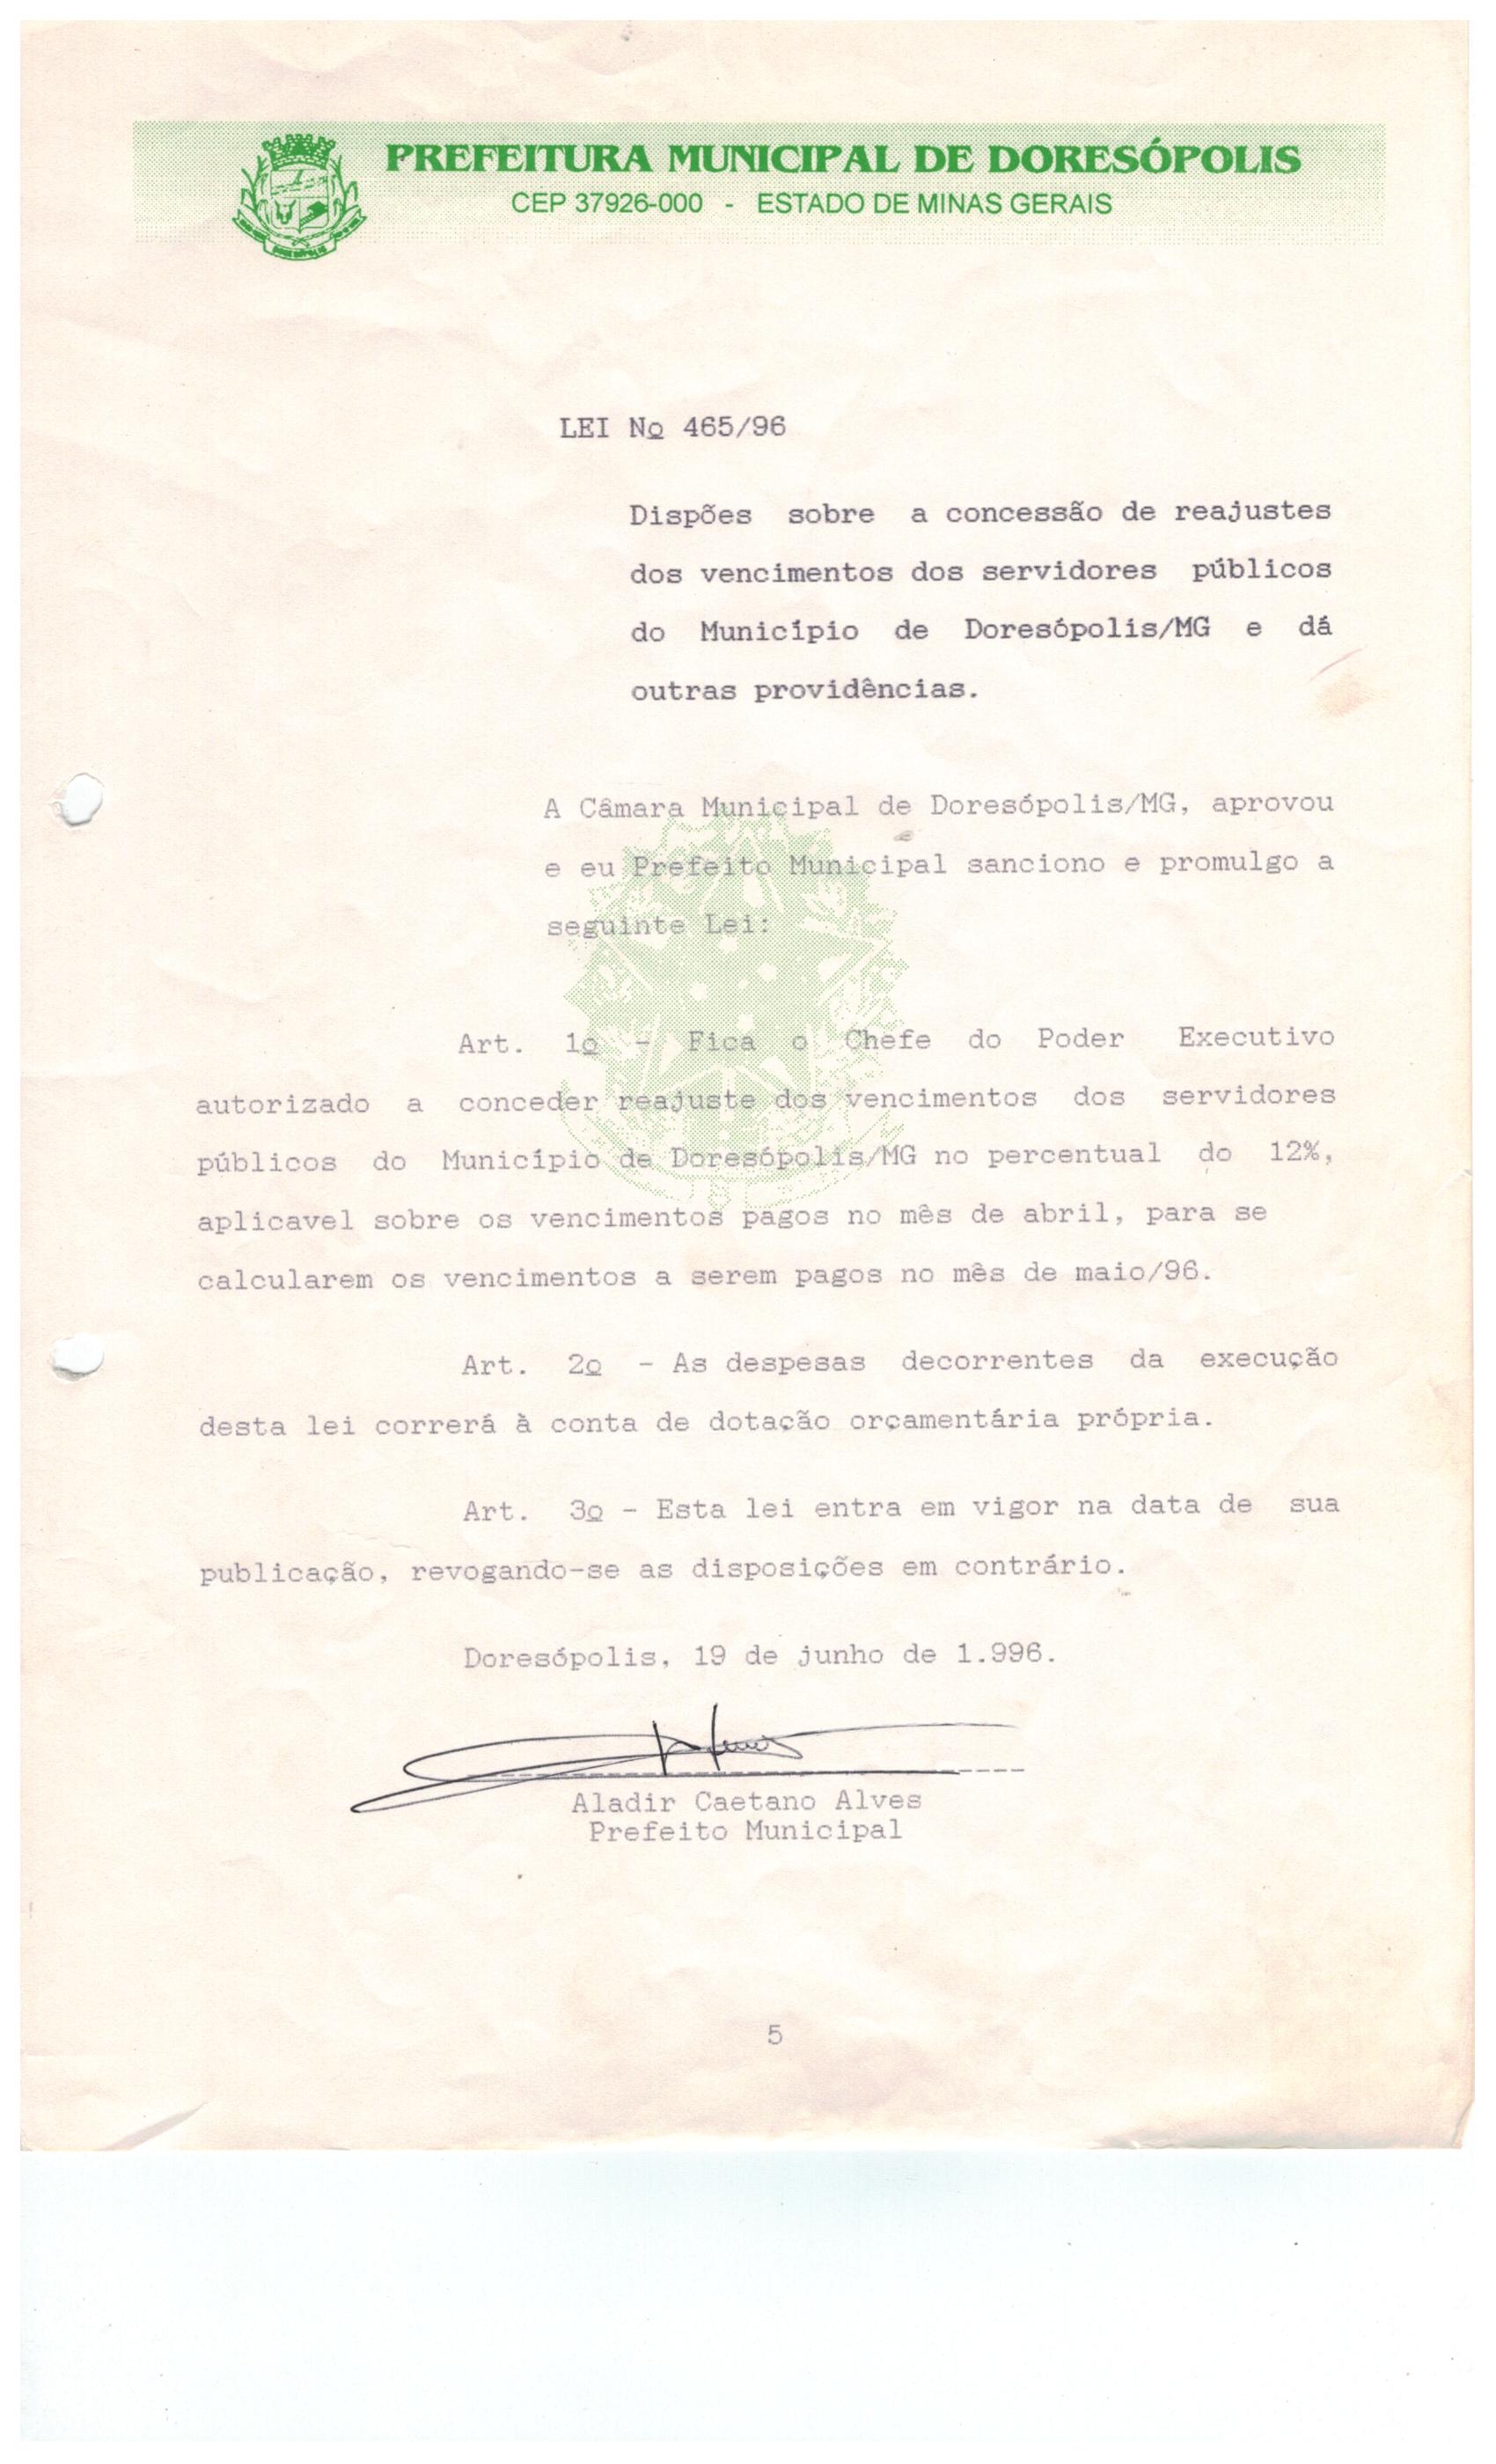 PREFEITURA MUNICIPAL DE DORESÓPOLIS
CEP 37926-000 - ESTADO DE MINAS GERAIS
LEI Nº 465/96
Dispões sobre a concessão de reajustes
dos vencimentos dos servidores públicos
do Município de Doresópolis/MG e dá
outras providências.
A Câmara Municipal de Doresópolis/MG, aprovou
e eu Prefeito Municipal sanciono e promulgo a
seguinte Lei:
Art. 1º - Fica o Chefe do Poder Executivo
autorizado a conceder reajuste dos vencimentos dos servidores
públicos do Município de Doresópolis/MG no percentual do 12%,
aplicavel sobre os vencimentos pagos no mês de abril, para se
calcularem os vencimentos a serem pagos no mês de maio/96.
Art. 2º - As despesas decorrentes da execução
desta lei correrá à conta de dotação orçamentária própria.
Art. 3º - Esta lei entra em vigor na data de sua
publicação, revogando-se as disposições em contrário.
Doresópolis, 19 de junho de 1.996.
Aladir Caetano Alves
Prefeito Municipal
5